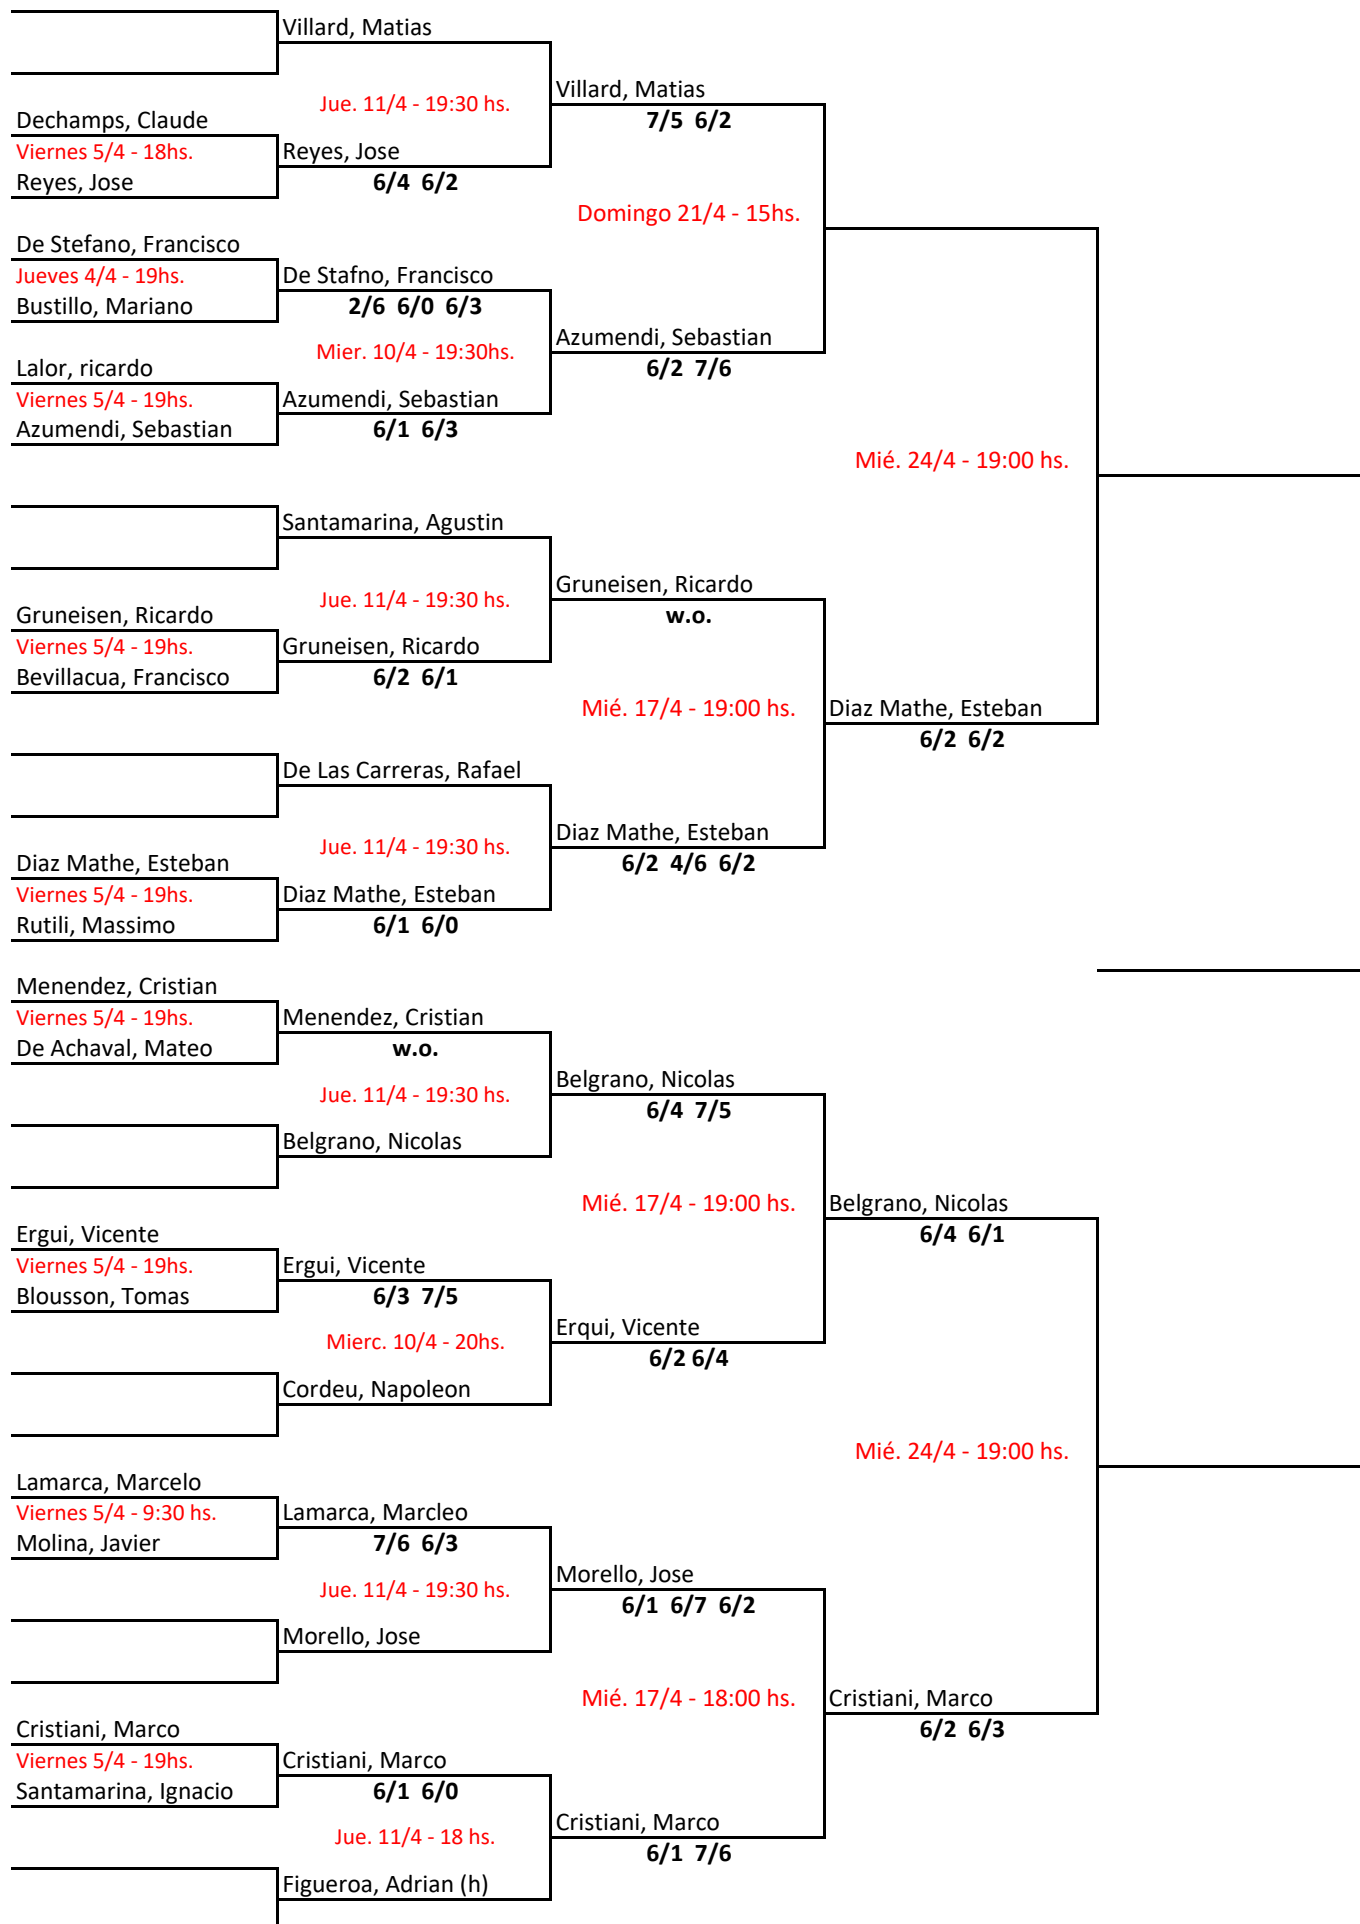 Villard, Matias
Villard, Matias
Jue. 11/4 - 19:30 hs.
7/5 6/2
Dechamps, Claude
Viernes 5/4 - 18hs.
Reyes, Jose
Reyes, Jose
6/4 6/2
Domingo 21/4 - 15hs.
De Stefano, Francisco
Jueves 4/4 - 19hs.
De Stafno, Francisco
Bustillo, Mariano
2/6 6/0 6/3
Azumendi, Sebastian
Mier. 10/4 - 19:30hs.
6/2 7/6
Lalor, ricardo
Viernes 5/4 - 19hs.
Azumendi, Sebastian
Azumendi, Sebastian
6/1 6/3
Mié. 24/4 - 19:00 hs.
Santamarina, Agustin
Gruneisen, Ricardo
Jue. 11/4 - 19:30 hs.
w.o.
Gruneisen, Ricardo
Viernes 5/4 - 19hs.
Gruneisen, Ricardo
Bevillacua, Francisco
6/2 6/1
Mié. 17/4 - 19:00 hs.
Diaz Mathe, Esteban
6/2 6/2
De Las Carreras, Rafael
Diaz Mathe, Esteban
Jue. 11/4 - 19:30 hs.
6/2 4/6 6/2
Diaz Mathe, Esteban
Viernes 5/4 - 19hs.
Diaz Mathe, Esteban
Rutili, Massimo
6/1 6/0
Menendez, Cristian
Viernes 5/4 - 19hs.
Menendez, Cristian
De Achaval, Mateo
w.o.
Belgrano, Nicolas
Jue. 11/4 - 19:30 hs.
6/4 7/5
Belgrano, Nicolas
Mié. 17/4 - 19:00 hs.
Belgrano, Nicolas
6/4 6/1
Ergui, Vicente
Viernes 5/4 - 19hs.
Ergui, Vicente
Blousson, Tomas
6/3 7/5
Erqui, Vicente
Mierc. 10/4 - 20hs.
6/2 6/4
Cordeu, Napoleon
Mié. 24/4 - 19:00 hs.
Lamarca, Marcelo
Viernes 5/4 - 9:30 hs.
Lamarca, Marcleo
Molina, Javier
7/6 6/3
Morello, Jose
Jue. 11/4 - 19:30 hs.
6/1 6/7 6/2
Morello, Jose
Mié. 17/4 - 18:00 hs.
Cristiani, Marco
6/2 6/3
Cristiani, Marco
Viernes 5/4 - 19hs.
Cristiani, Marco
Santamarina, Ignacio
6/1 6/0
Cristiani, Marco
Jue. 11/4 - 18 hs.
6/1 7/6
Figueroa, Adrian (h)